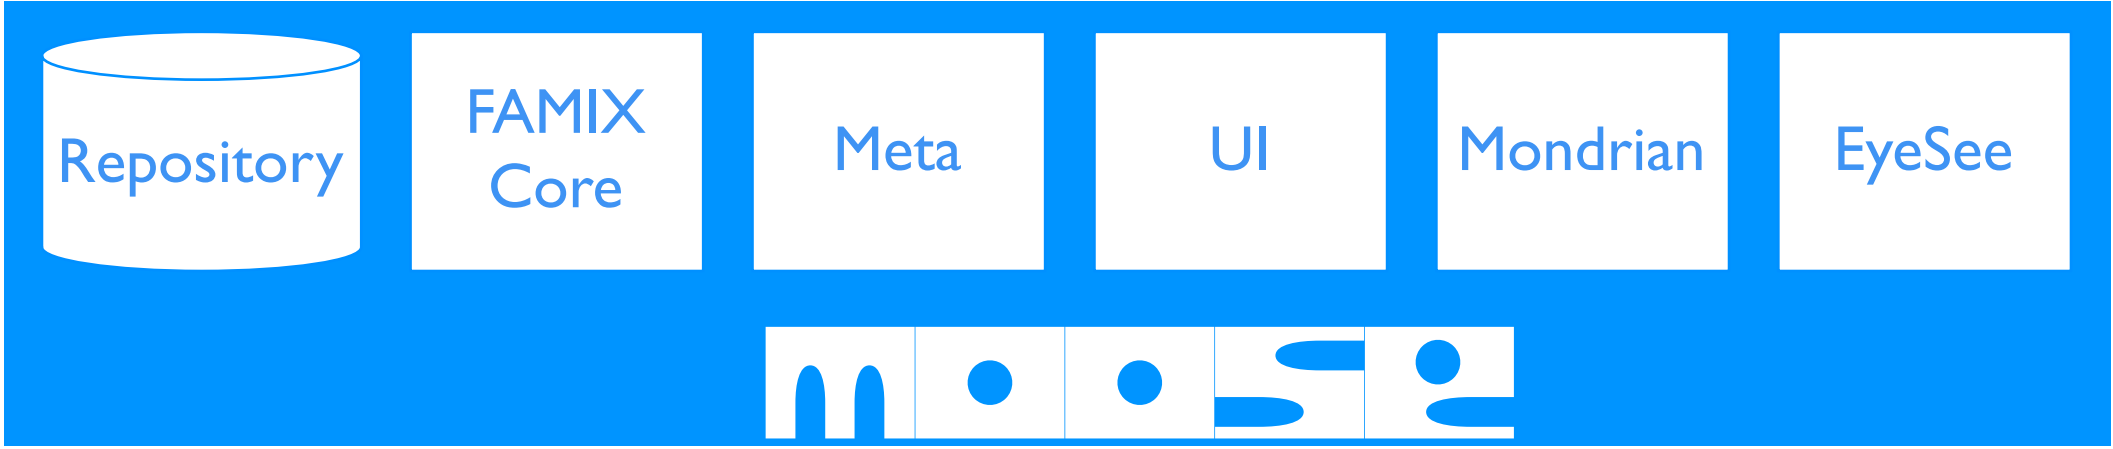 Repository
FAMIX
Core
Meta
UI
Mondrian
EyeSee
moose